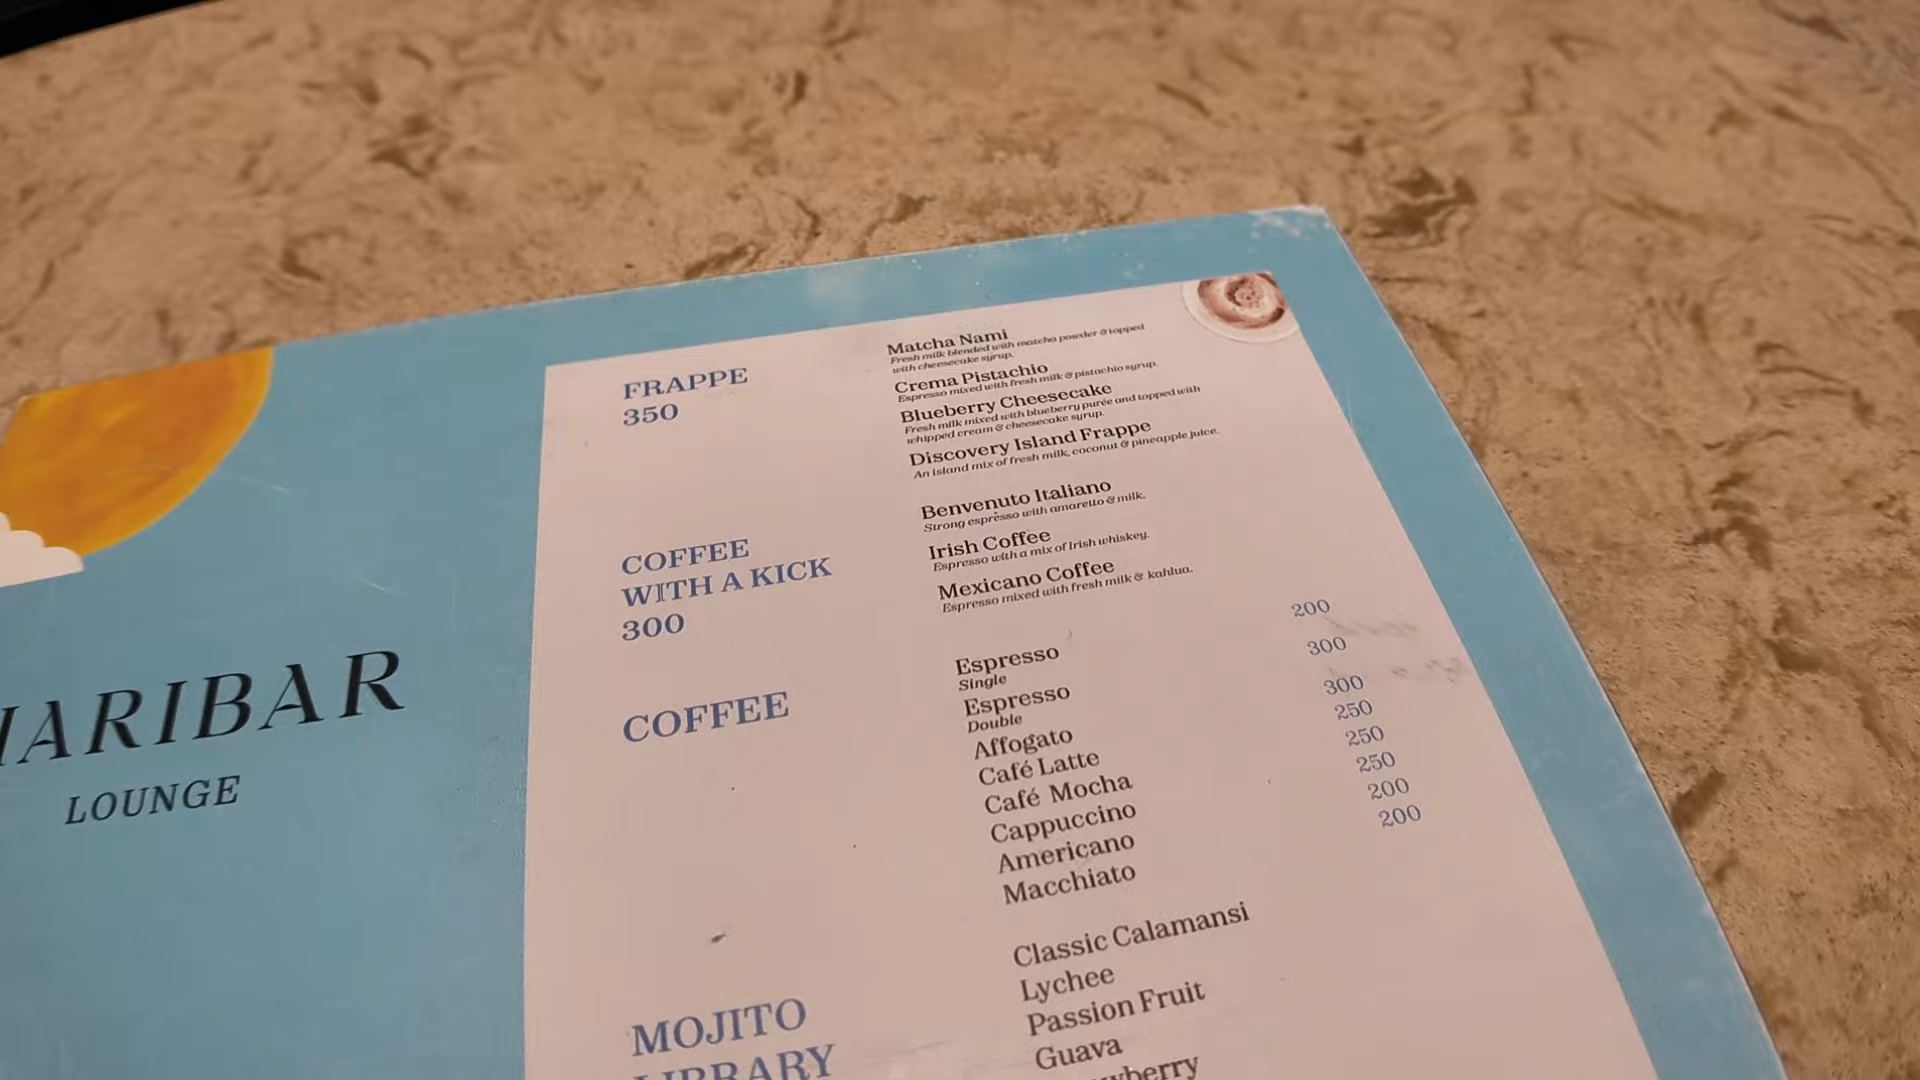 ARIBAR
LOUNGE
FRAPPE
350
Matcha Nami
Fresh milk blended with matcha powder & topped
with cheesecake syrup.
Crema Pistachio
Espresso mixed with fresh milk & pistachio syrup.
Blueberry Cheesecake
Fresh milk mixed with blueberry purée and topped with
whipped cream & cheesecake syrup.
Discovery Island Frappe
An island mix of fresh milk, coconut & pineapple juice.
COFFEE
WITH A KICK
300
Benvenuto Italiano
Strong espresso with amaretto & milk.
Irish Coffee
Espresso with a mix of Irish whiskey.
Mexicano Coffee
Espresso mixed with fresh milk & kahlua.
COFFEE
Espresso 200
Single
Espresso 300
Double
Affogato 300
Café Latte 250
Café Mocha 250
Cappuccino 250
Americano 200
Macchiato 200
MOJITO
LIBRARY
Classic Calamansi
Lychee
Passion Fruit
Guava